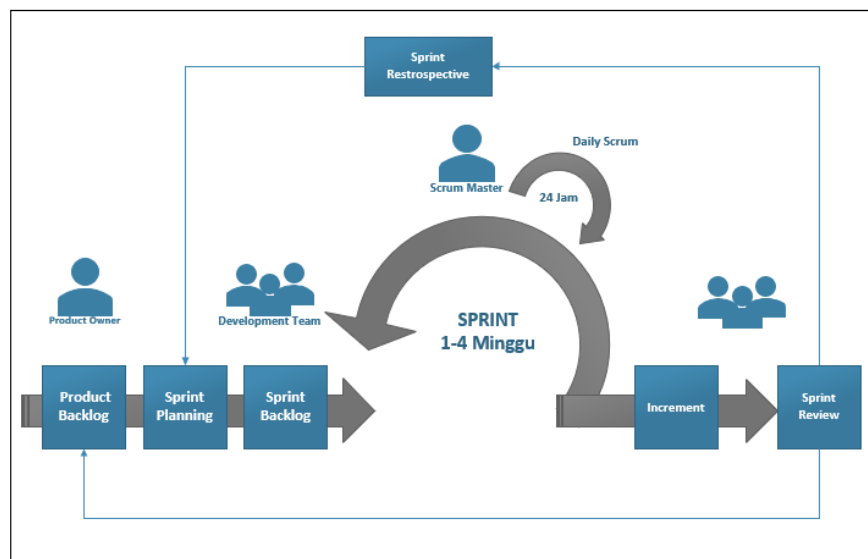 Sprint
Restrospective
Daily Scrum
Scrum Master
24 Jam
Product Owner
Development Team
SPRINT
1-4 Minggu
Product
Backlog
Sprint
Planning
Sprint
Backlog
Increment
Sprint
Review